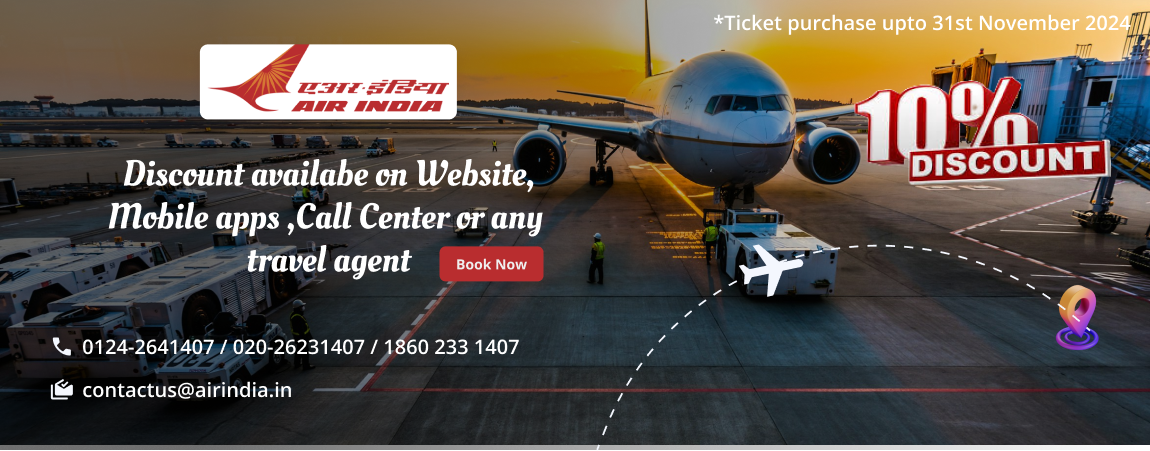 *Ticket purchase upto 31st November 2024
एअर इंडिया
AIR INDIA
10%
DISCOUNT
Discount availabe on Website,
Mobile apps ,Call Center or any
travel agent
Book Now
0124-2641407 / 020-26231407 / 1860 233 1407
contactus@airindia.in